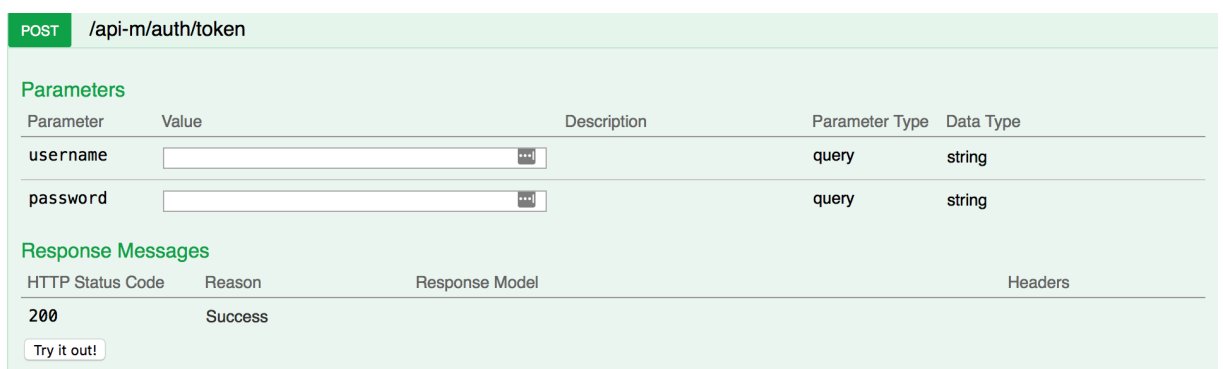 POST /api-m/auth/token
Parameters
Parameter Value Description Parameter Type Data Type
username query string
password query string
Response Messages
HTTP Status Code Reason Response Model Headers
200 Success
Try it out!